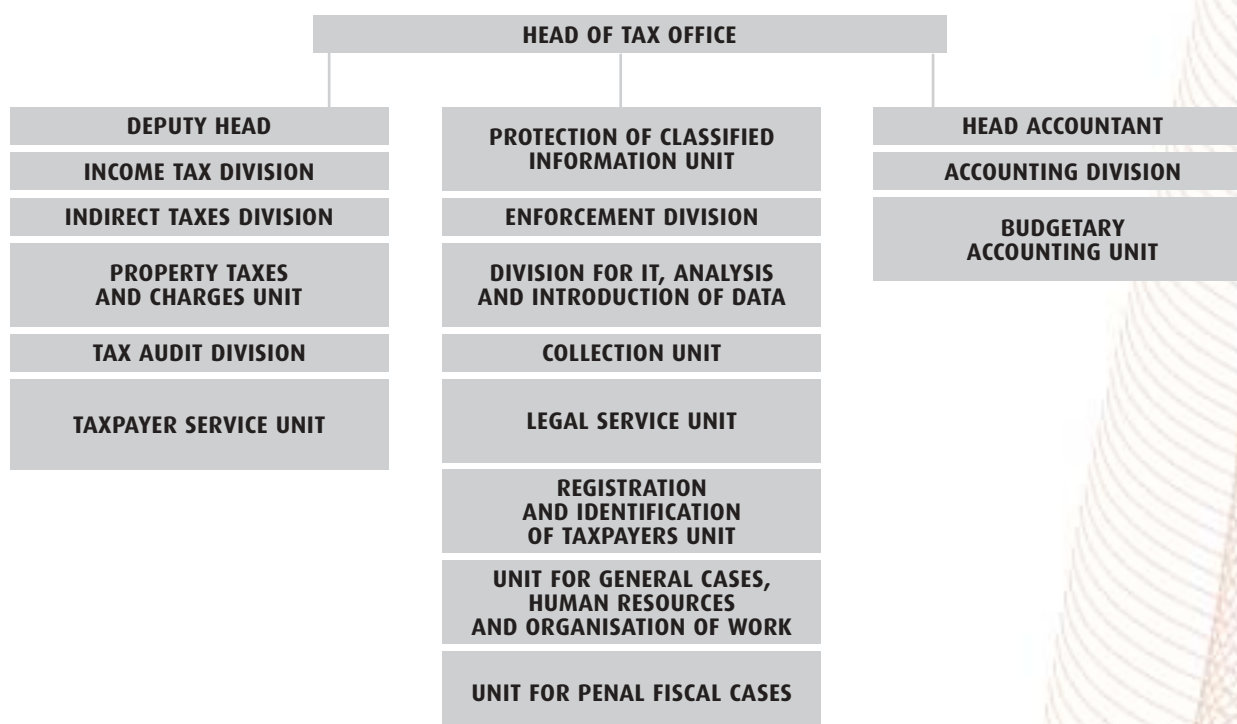 HEAD OF TAX OFFICE
DEPUTY HEAD
INCOME TAX DIVISION
INDIRECT TAXES DIVISION
PROPERTY TAXES
AND CHARGES UNIT
TAX AUDIT DIVISION
TAXPAYER SERVICE UNIT
PROTECTION OF CLASSIFIED
INFORMATION UNIT
ENFORCEMENT DIVISION
DIVISION FOR IT, ANALYSIS
AND INTRODUCTION OF DATA
COLLECTION UNIT
LEGAL SERVICE UNIT
REGISTRATION
AND IDENTIFICATION
OF TAXPAYERS UNIT
UNIT FOR GENERAL CASES,
HUMAN RESOURCES
AND ORGANISATION OF WORK
UNIT FOR PENAL FISCAL CASES
HEAD ACCOUNTANT
ACCOUNTING DIVISION
BUDGETARY
ACCOUNTING UNIT